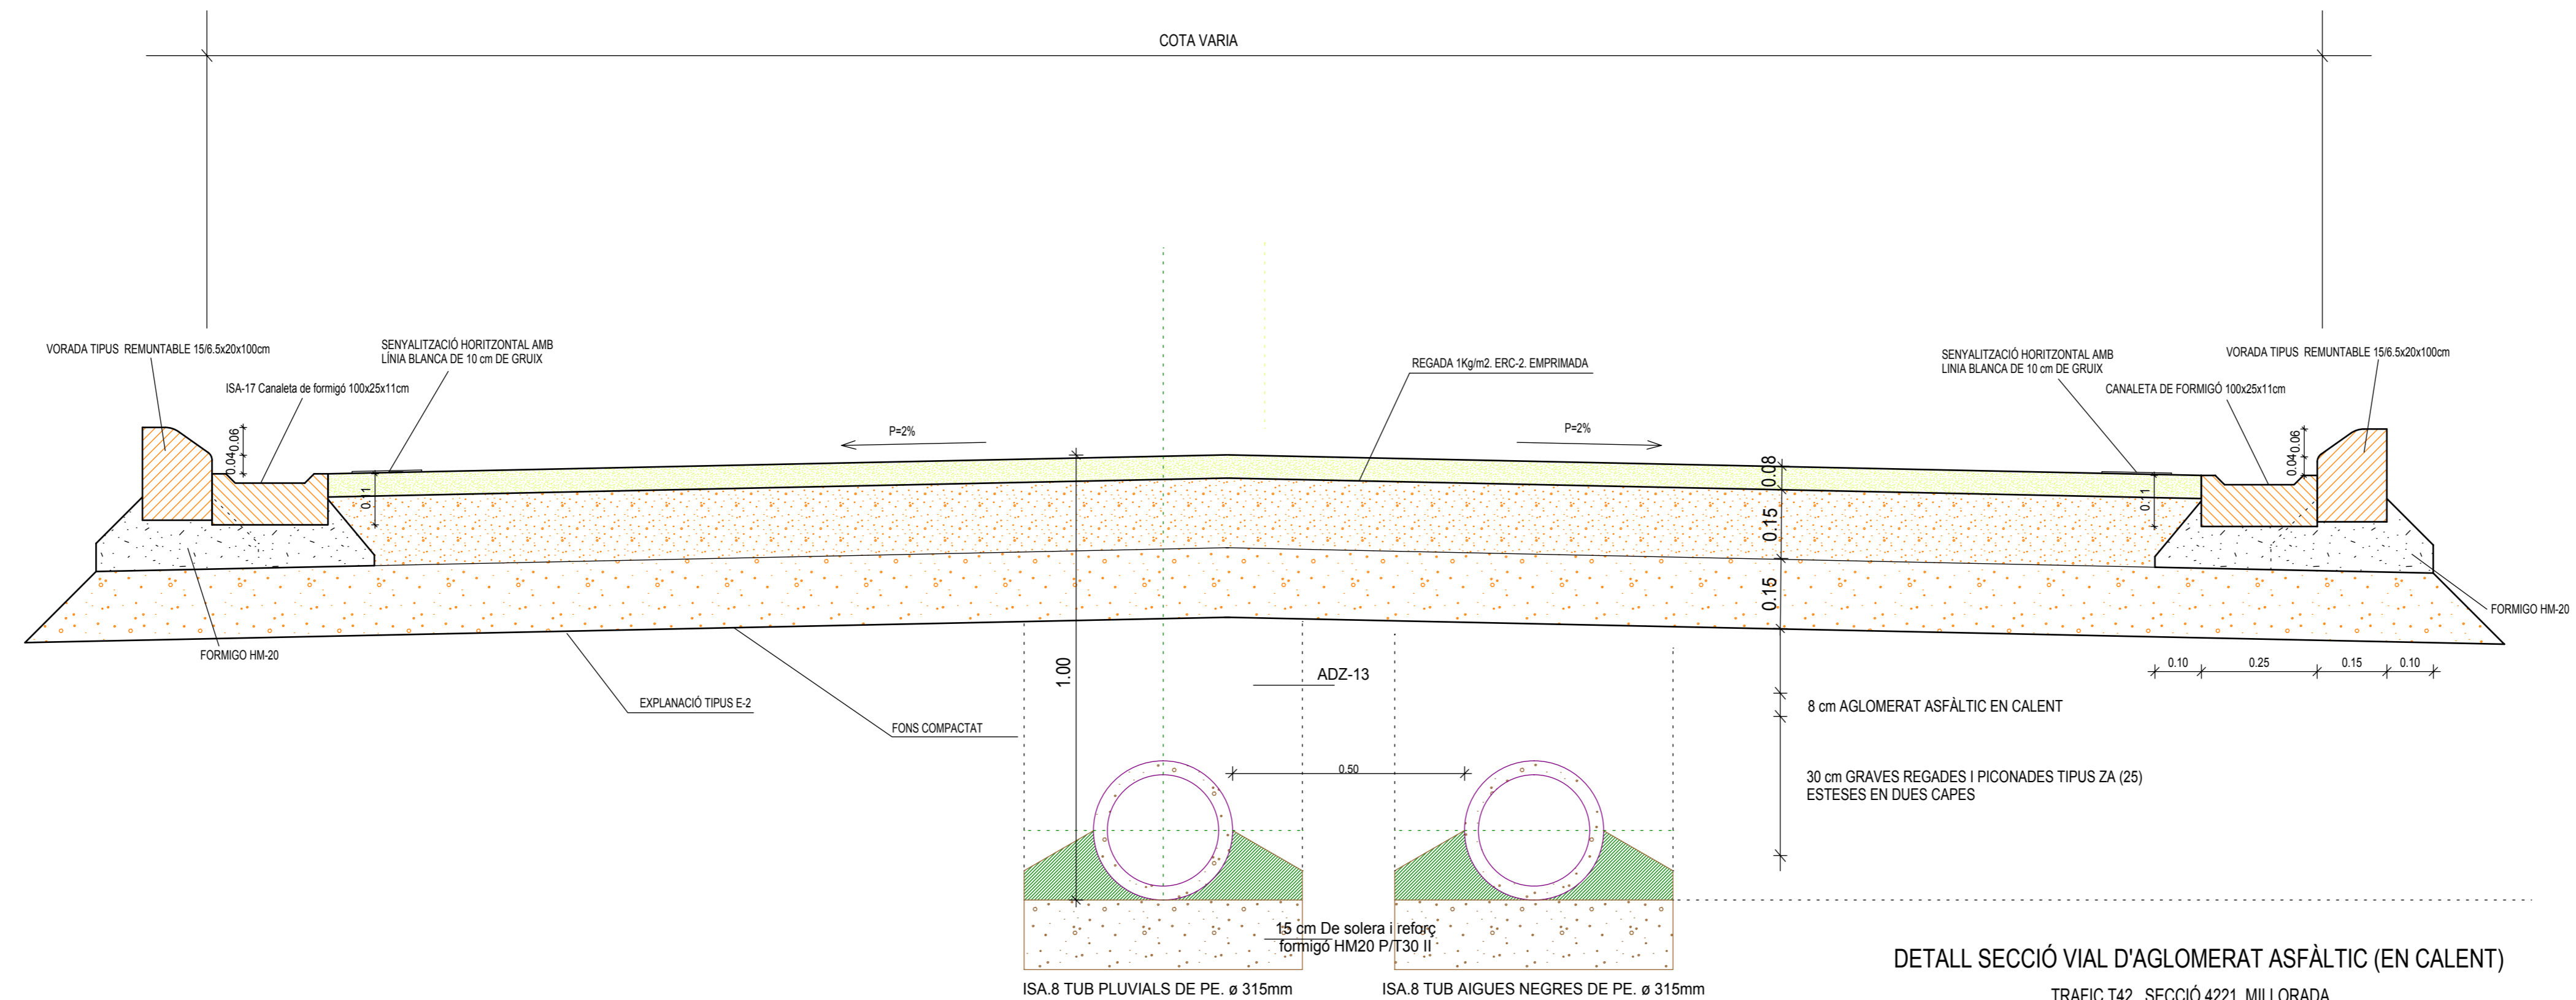 COTA VARIA
VORADA TIPUS REMUNTABLE 15/6.5x20x100cm
SENYALITZACIÓ HORITZONTAL AMB
LÍNIA BLANCA DE 10 cm DE GRUIX
ISA-17 Canaleta de formigó 100x25x11cm
REGADA 1Kg/m2. ERC-2. EMPRIMADA
SENYALITZACIÓ HORITZONTAL AMB
LINIA BLANCA DE 10 cm DE GRUIX
VORADA TIPUS REMUNTABLE 15/6.5x20x100cm
CANALETA DE FORMIGÓ 100x25x11cm
P=2%
P=2%
0.06
0.04
0.11
0.08
0.15
0.15
0.06
0.04
0.11
FORMIGO HM-20
FORMIGO HM-20
0.10
0.25
0.15
0.10
1.00
ADZ-13
EXPLANACIÓ TIPUS E-2
FONS COMPACTAT
8 cm AGLOMERAT ASFÀLTIC EN CALENT
0.50
30 cm GRAVES REGADES I PICONADES TIPUS ZA (25)
ESTESES EN DUES CAPES
15 cm De solera i reforç
formigó HM20 P/T30 II
ISA.8 TUB PLUVIALS DE PE. ø 315mm
ISA.8 TUB AIGUES NEGRES DE PE. ø 315mm
DETALL SECCIÓ VIAL D'AGLOMERAT ASFÀLTIC (EN CALENT)
TRAFIC T42 SECCIÓ 4221 MILLORADA